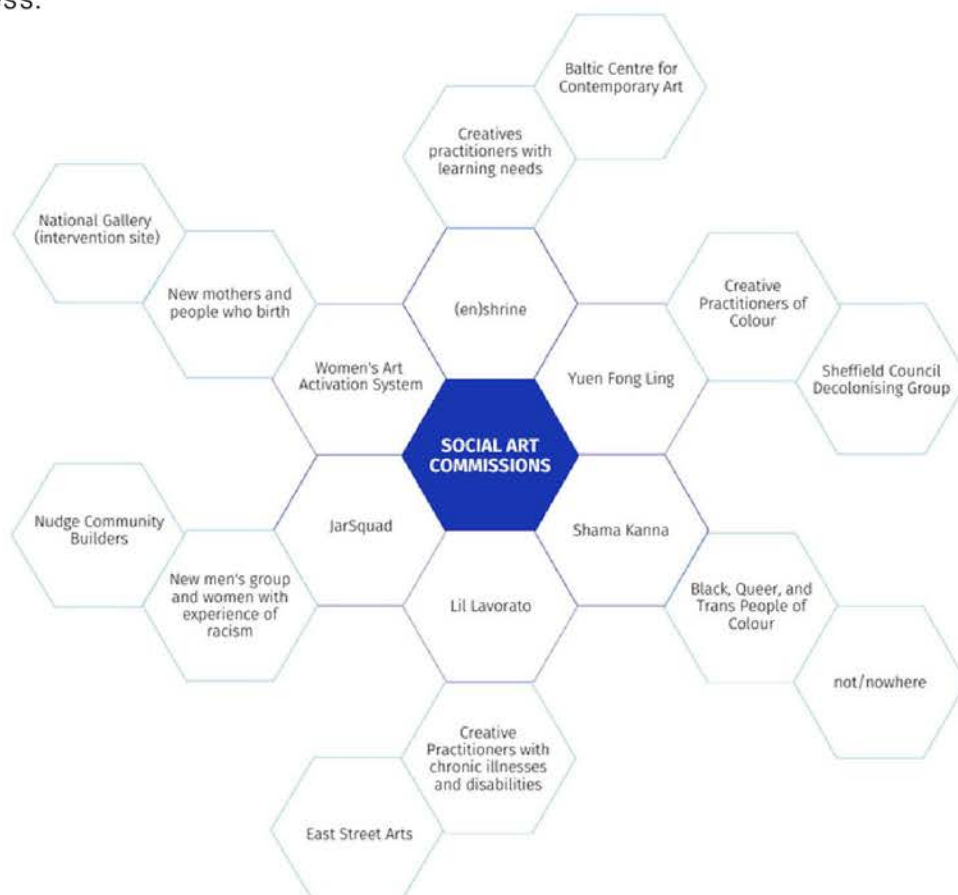 Baltic Centre for
Contemporary Art
Creatives
practitioners with
learning needs
National Gallery
(intervention site)
New mothers and
people who birth
(en)shrine
Creative
Practitioners of
Colour
Women's Art
Activation System
Yuen Fong Ling
Sheffield Council
Decolonising Group
SOCIAL ART
COMMISSIONS
Nudge Community
Builders
JarSquad
Shama Kanna
New men's group
and women with
experience of
racism
Lil Lavorato
Black, Queer, and
Trans People of
Colour
not/nowhere
Creative
Practitioners with
chronic illnesses
and disabilities
East Street Arts